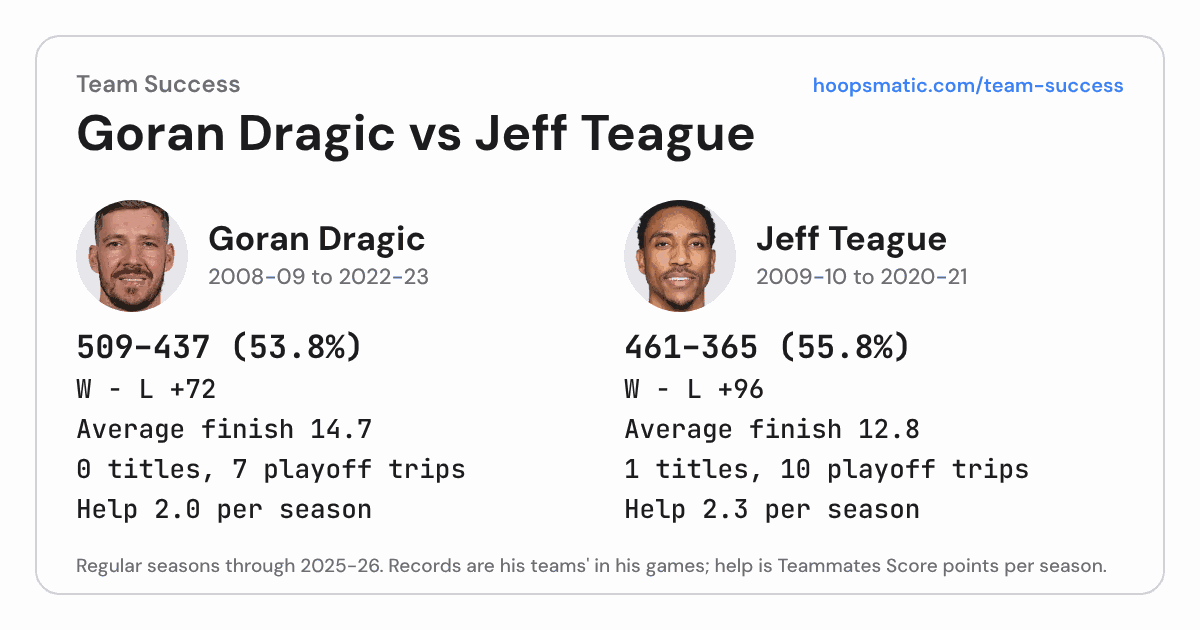 Team Success
hoopsmatic.com/team-success
Goran Dragic vs Jeff Teague
Goran Dragic
2008-09 to 2022-23
509-437 (53.8%)
W - L +72
Average finish 14.7
0 titles, 7 playoff trips
Help 2.0 per season
Jeff Teague
2009-10 to 2020-21
461-365 (55.8%)
W - L +96
Average finish 12.8
1 titles, 10 playoff trips
Help 2.3 per season
Regular seasons through 2025-26. Records are his teams' in his games; help is Teammates Score points per season.